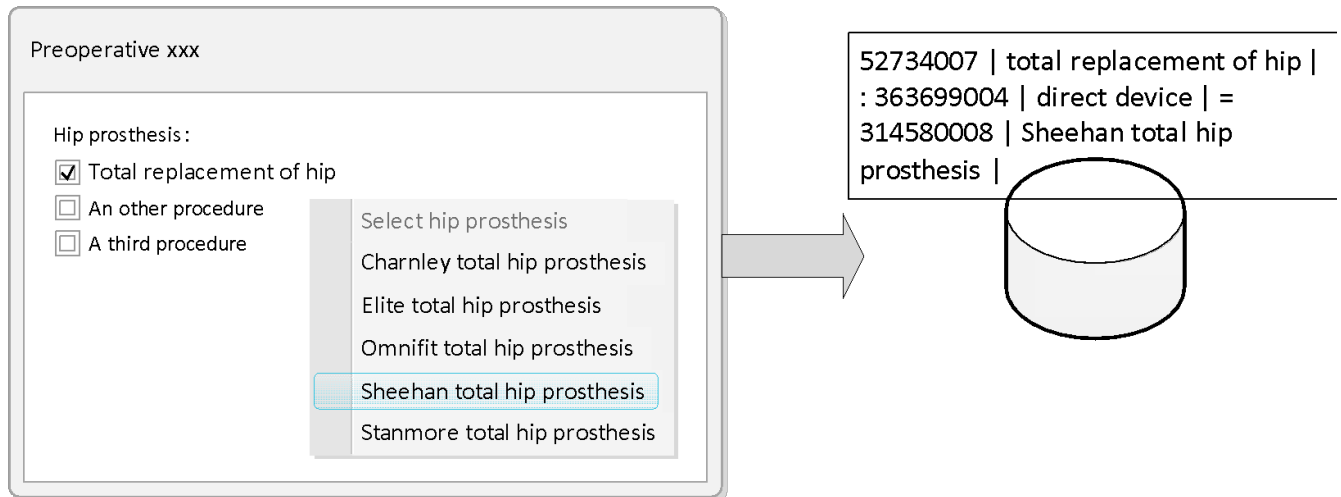 Preoperative xxx
Hip prosthesis :
Total replacement of hip
An other procedure
A third procedure
Select hip prosthesis
Charnley total hip prosthesis
Elite total hip prosthesis
Omnifit total hip prosthesis
Sheehan total hip prosthesis
Stanmore total hip prosthesis
52734007 | total replacement of hip |
: 363699004 | direct device | =
314580008 | Sheehan total hip
prosthesis |